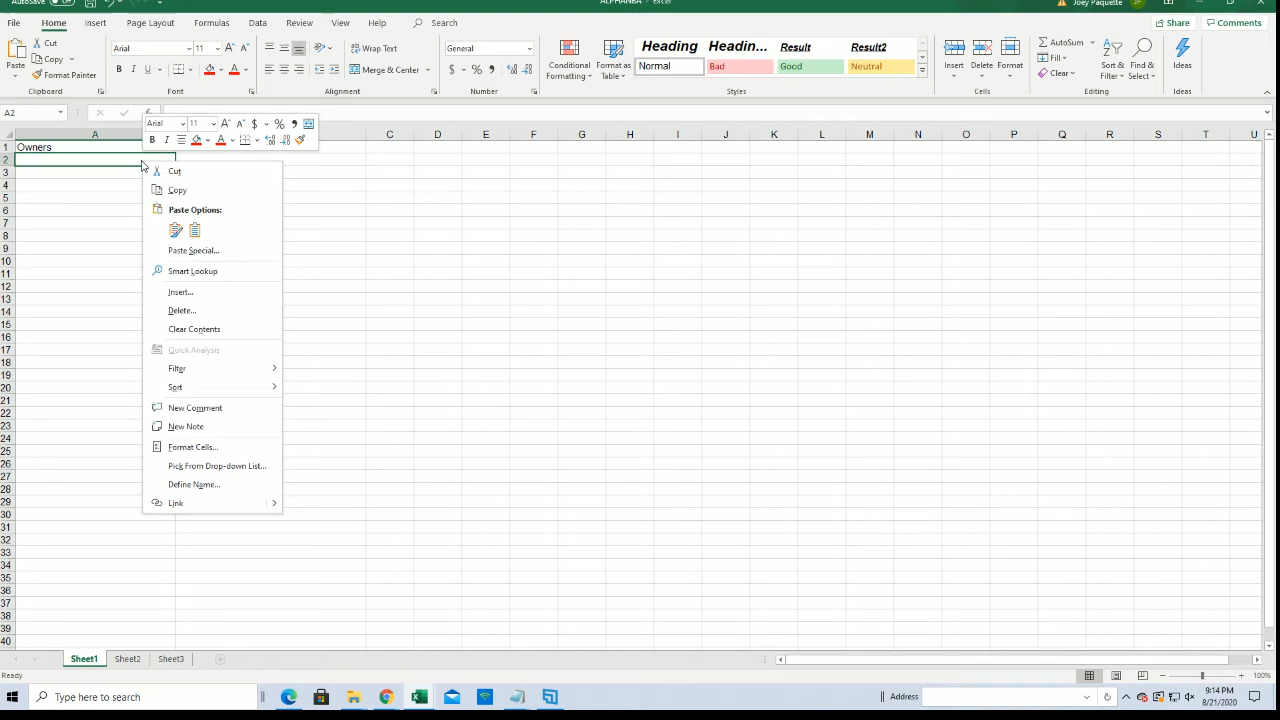 AutoSave
ALPHANBA - Excel
Joey Paquette
JP
File Home Insert Page Layout Formulas Data Review View Help Search
Share Comments
Paste
Cut
Copy
Format Painter
Clipboard
Arial 11
B I U
Font
Wrap Text
Merge & Center
Alignment
General
$ % ,
Number
Conditional Formatting
Format as Table
Heading Headin... Result Result2
Normal Bad Good Neutral
Styles
Insert Delete Format
Cells
AutoSum
Fill
Clear
Sort & Filter
Find & Select
Editing
Ideas
Ideas
A2
Arial 11 A A $ % ,
B I A
A C D E F G H I J K L M N O P Q R S T U
1 Owners
2
3
4
5
6
7
8
9
10
11
12
13
14
15
16
17
18
19
20
21
22
23
24
25
26
27
28
29
30
31
32
33
34
35
36
37
38
39
40
Cut
Copy
Paste Options:
Paste Special...
Smart Lookup
Insert...
Delete...
Clear Contents
Quick Analysis
Filter
Sort
New Comment
New Note
Format Cells...
Pick From Drop-down List...
Define Name...
Link
Sheet1 Sheet2 Sheet3
Ready
100%
Type here to search
Address
9:14 PM
8/21/2020